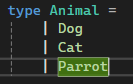 type Animal =
| Dog
| Cat
| Parrot